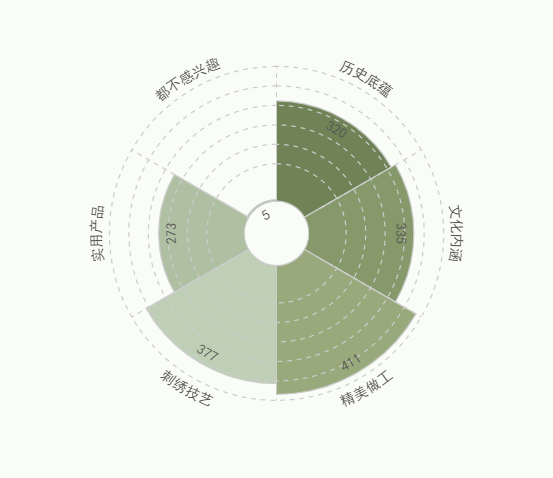 都不感兴趣
历史底蕴
320
5
实用产品
273
335
文化内涵
377
411
刺绣技艺
精美做工